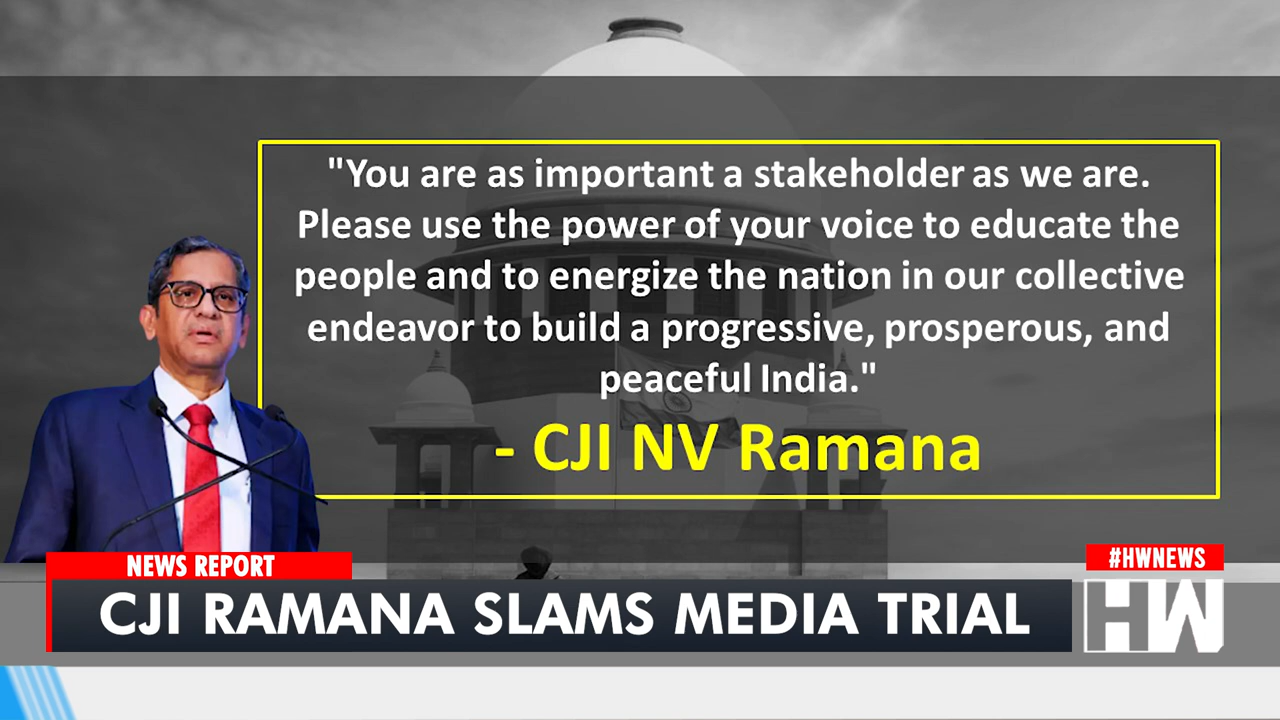 "You are as important a stakeholder as we are.
Please use the power of your voice to educate the
people and to energize the nation in our collective
endeavor to build a progressive, prosperous, and
peaceful India."
- CJI NV Ramana
NEWS REPORT
CJI RAMANA SLAMS MEDIA TRIAL
#HWNEWS
HW